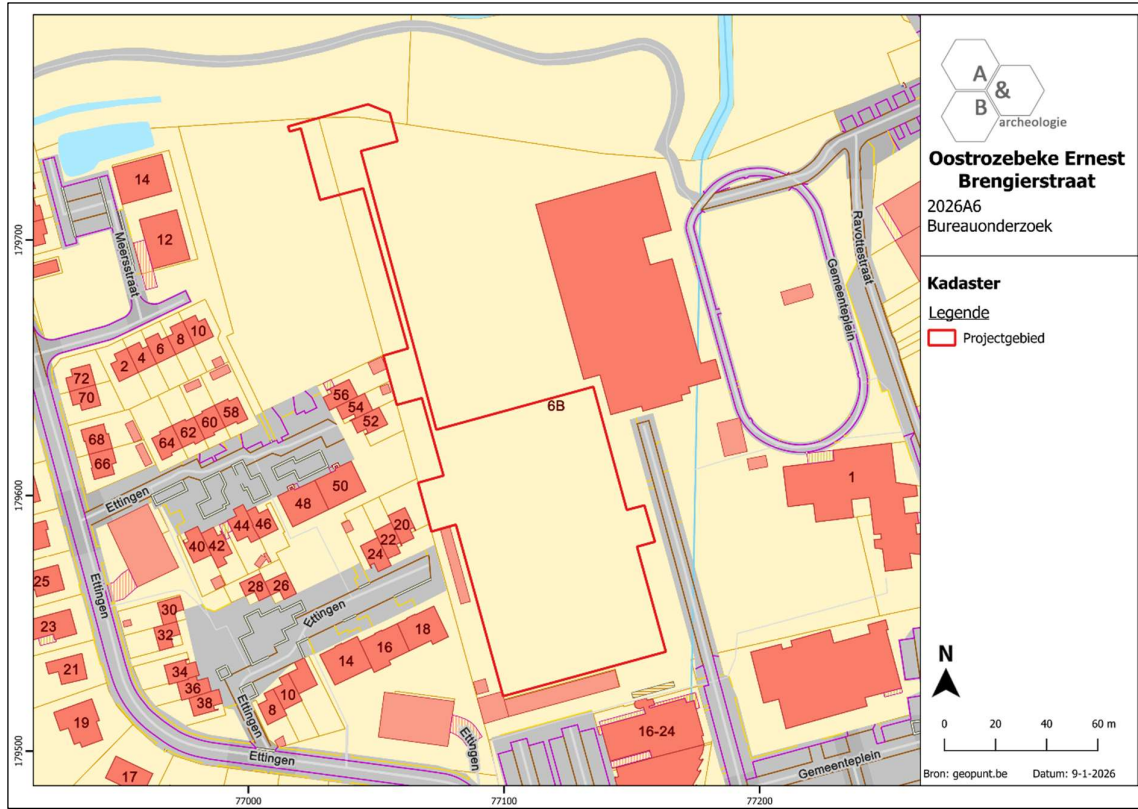 A
&
B
archeologie
Oostrozebeke Ernest
Brengierstraat
2026A6
Bureauonderzoek
Kadaster
Legende
Projectgebied
N
0 20 40 60 m
Bron: geopunt.be Datum: 9-1-2026
179700
179600
179500
77000 77100 77200
14
12
Meersstraat
10
8
6
4
2
72
70
68
66
64
62
60
58
56
54
52
6B
Gemeenteplein
Ravottestraat
1
Ettingen
50
48
46
44
42
40
20
22
24
28
26
Ettingen
Ettingen
25
23
21
19
17
30
32
34
36
38
18
16
14
10
8
Ettingen
Ettingen
Ettingen
16-24
Gemeenteplein